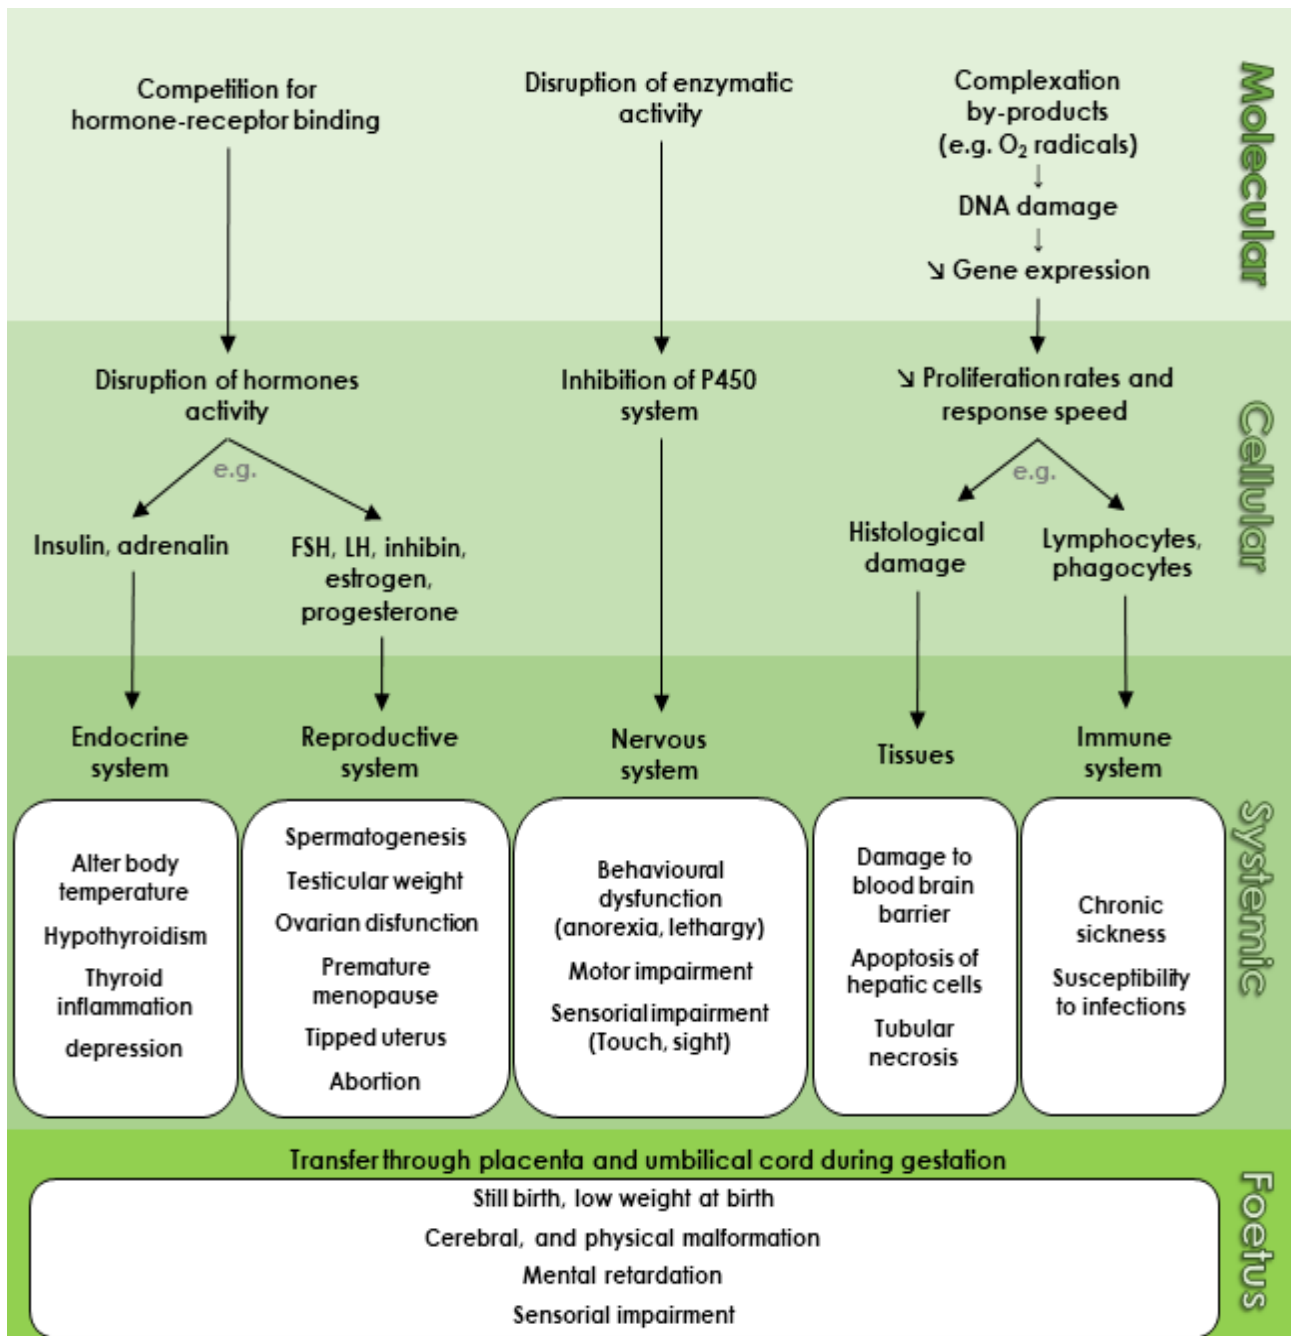 Competition for
hormone-receptor binding
Disruption of enzymatic
activity
Complexation
by-products
(e.g. O₂ radicals)
↓
DNA damage
↓
↘ Gene expression
Molecular
Disruption of hormones
activity
e.g.
Insulin, adrenalin
FSH, LH, inhibin,
estrogen,
progesterone
Inhibition of P450
system
↘ Proliferation rates and
response speed
e.g.
Histological
damage
Lymphocytes,
phagocytes
Cellular
Endocrine
system
Alter body
temperature
Hypothyroidism
Thyroid
inflammation
depression
Reproductive
system
Spermatogenesis
Testicular weight
Ovarian disfunction
Premature
menopause
Tipped uterus
Abortion
Nervous
system
Behavioural
dysfunction
(anorexia, lethargy)
Motor impairment
Sensorial impairment
(Touch, sight)
Tissues
Damage to
blood brain
barrier
Apoptosis of
hepatic cells
Tubular
necrosis
Immune
system
Chronic
sickness
Susceptibility
to infections
Systemic
Transfer through placenta and umbilical cord during gestation
Still birth, low weight at birth
Cerebral, and physical malformation
Mental retardation
Sensorial impairment
Foetus